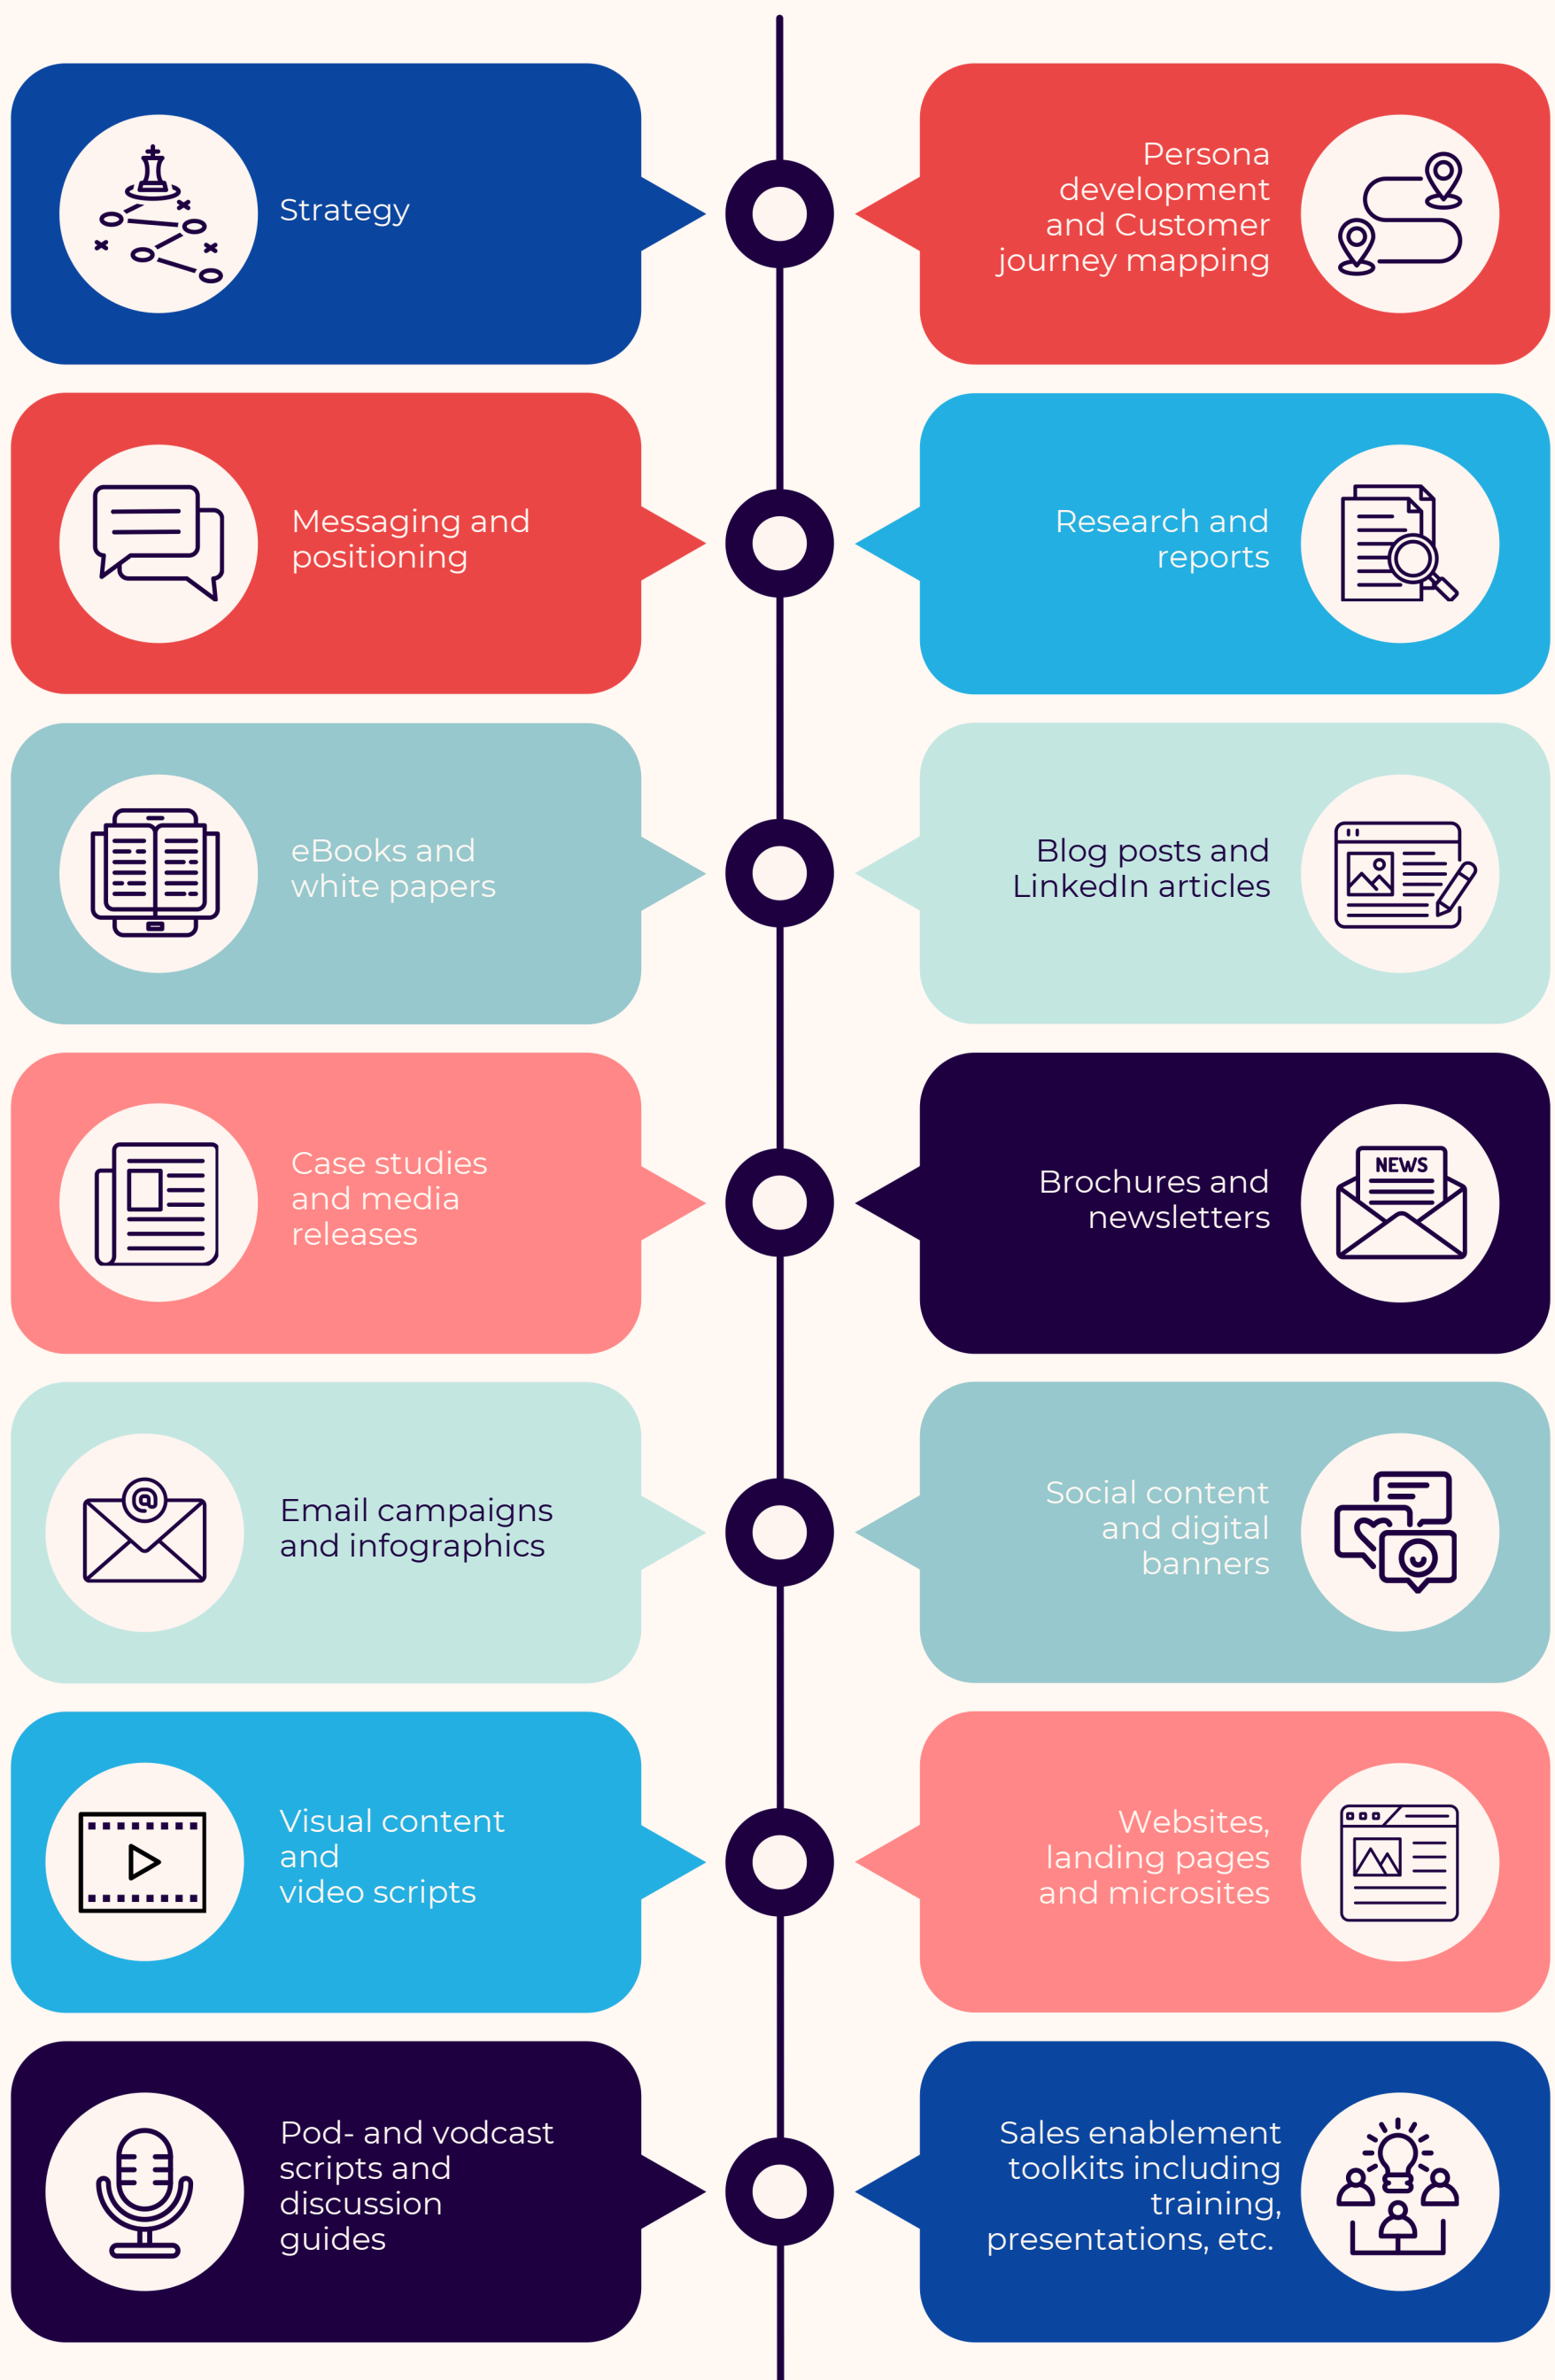 Strategy
Persona
development
and Customer
journey mapping
Messaging and
positioning
Research and
reports
eBooks and
white papers
Blog posts and
LinkedIn articles
Case studies
and media
releases
Brochures and
newsletters
NEWS
Email campaigns
and infographics
@
Social content
and digital
banners
Visual content
and
video scripts
Websites,
landing pages
and microsites
Pod- and vodcast
scripts and
discussion
guides
Sales enablement
toolkits including
training,
presentations, etc.